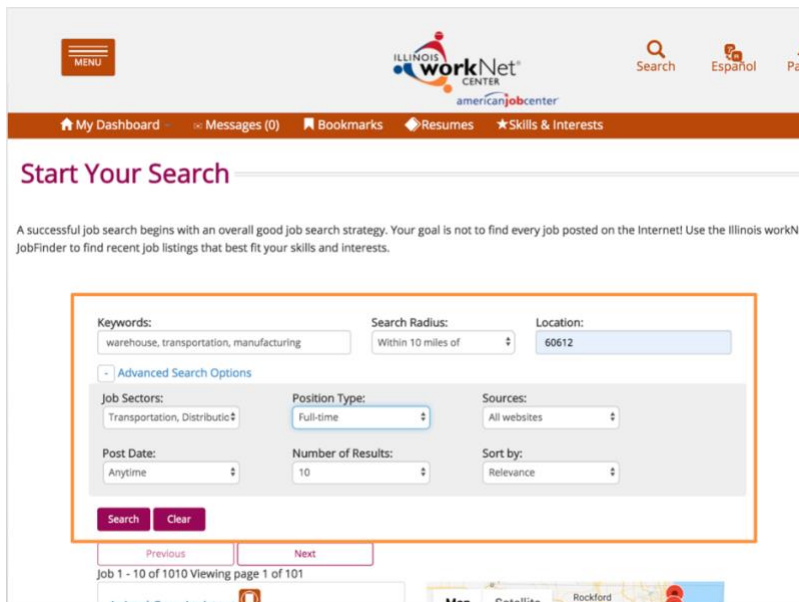 MENU
ILLINOIS
workNet®
CENTER
americanjobcenter
Search
Español
Pa
My Dashboard
Messages (0)
Bookmarks
Resumes
Skills & Interests
Start Your Search
A successful job search begins with an overall good job search strategy. Your goal is not to find every job posted on the Internet! Use the Illinois workN
JobFinder to find recent job listings that best fit your skills and interests.
Keywords:
Search Radius:
Location:
warehouse, transportation, manufacturing
Within 10 miles of
60612
- Advanced Search Options
Job Sectors:
Position Type:
Sources:
Transportation, Distributic
Full-time
All websites
Post Date:
Number of Results:
Sort by:
Anytime
10
Relevance
Search
Clear
Previous
Next
Job 1 - 10 of 1010 Viewing page 1 of 101
Map
Satellite
Rockford